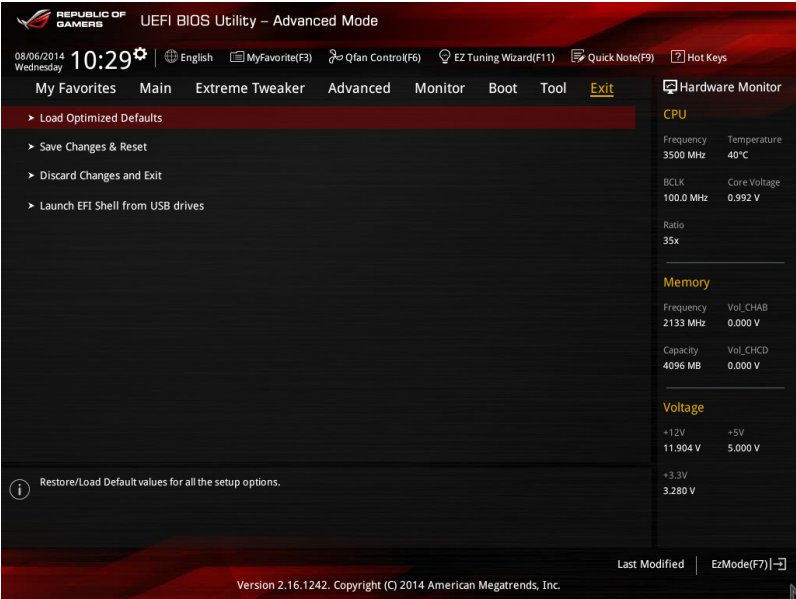 REPUBLIC OF
GAMERS
UEFI BIOS Utility – Advanced Mode
08/06/2014
Wednesday
10:29
English
MyFavorite(F3)
Qfan Control(F6)
EZ Tuning Wizard(F11)
Quick Note(F9)
? Hot Keys
My Favorites
Main
Extreme Tweaker
Advanced
Monitor
Boot
Tool
Exit
Hardware Monitor
> Load Optimized Defaults
> Save Changes & Reset
> Discard Changes and Exit
> Launch EFI Shell from USB drives
CPU
Frequency Temperature
3500 MHz 40°C
BCLK Core Voltage
100.0 MHz 0.992 V
Ratio
35x
Memory
Frequency Vol_CHAB
2133 MHz 0.000 V
Capacity Vol_CHCD
4096 MB 0.000 V
Voltage
+12V +5V
11.904 V 5.000 V
+3.3V
3.280 V
i Restore/Load Default values for all the setup options.
Last Modified
EzMode(F7)
Version 2.16.1242. Copyright (C) 2014 American Megatrends, Inc.